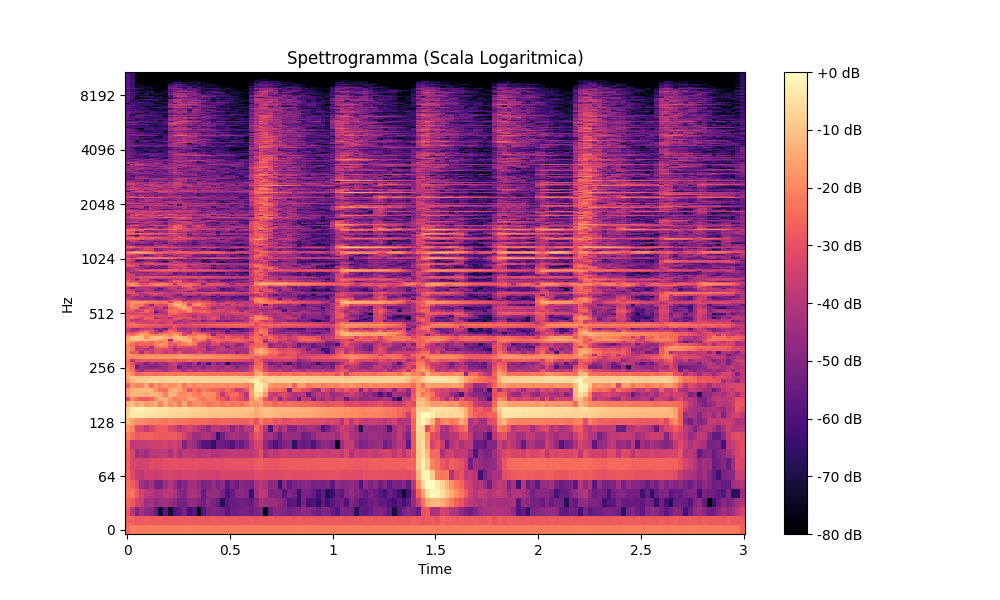 Spettrogramma (Scala Logaritmica)
Hz
8192
4096
2048
1024
512
256
128
64
0
0
0.5
1
1.5
2
2.5
3
Time
+0 dB
-10 dB
-20 dB
-30 dB
-40 dB
-50 dB
-60 dB
-70 dB
-80 dB